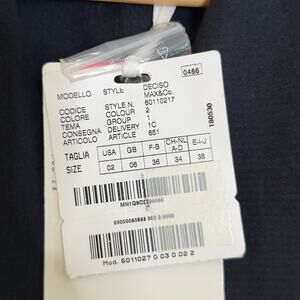 0466
MODELLO STYLE DECISO
MAX&Co.
CODICE STYLE N. 60110217
COLORE COLOUR 2
TEMA GROUP 1
CONSEGNA DELIVERY 1C
ARTICOLO ARTICLE 651
180530
TAGLIA USA GB F-B CH-NL A-D E-I-J
SIZE 02 06 36 34 38
Mod. 6011027 0 03 0 02 2